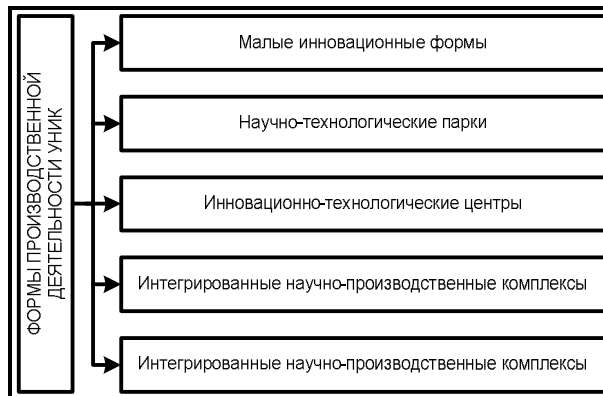 ФОРМЫ ПРОИЗВОДСТВЕННОЙ
ДЕЯТЕЛЬНОСТИ УНИК
Малые инновационные формы
Научно-технологические парки
Инновационно-технологические центры
Интегрированные научно-производственные комплексы
Интегрированные научно-производственные комплексы